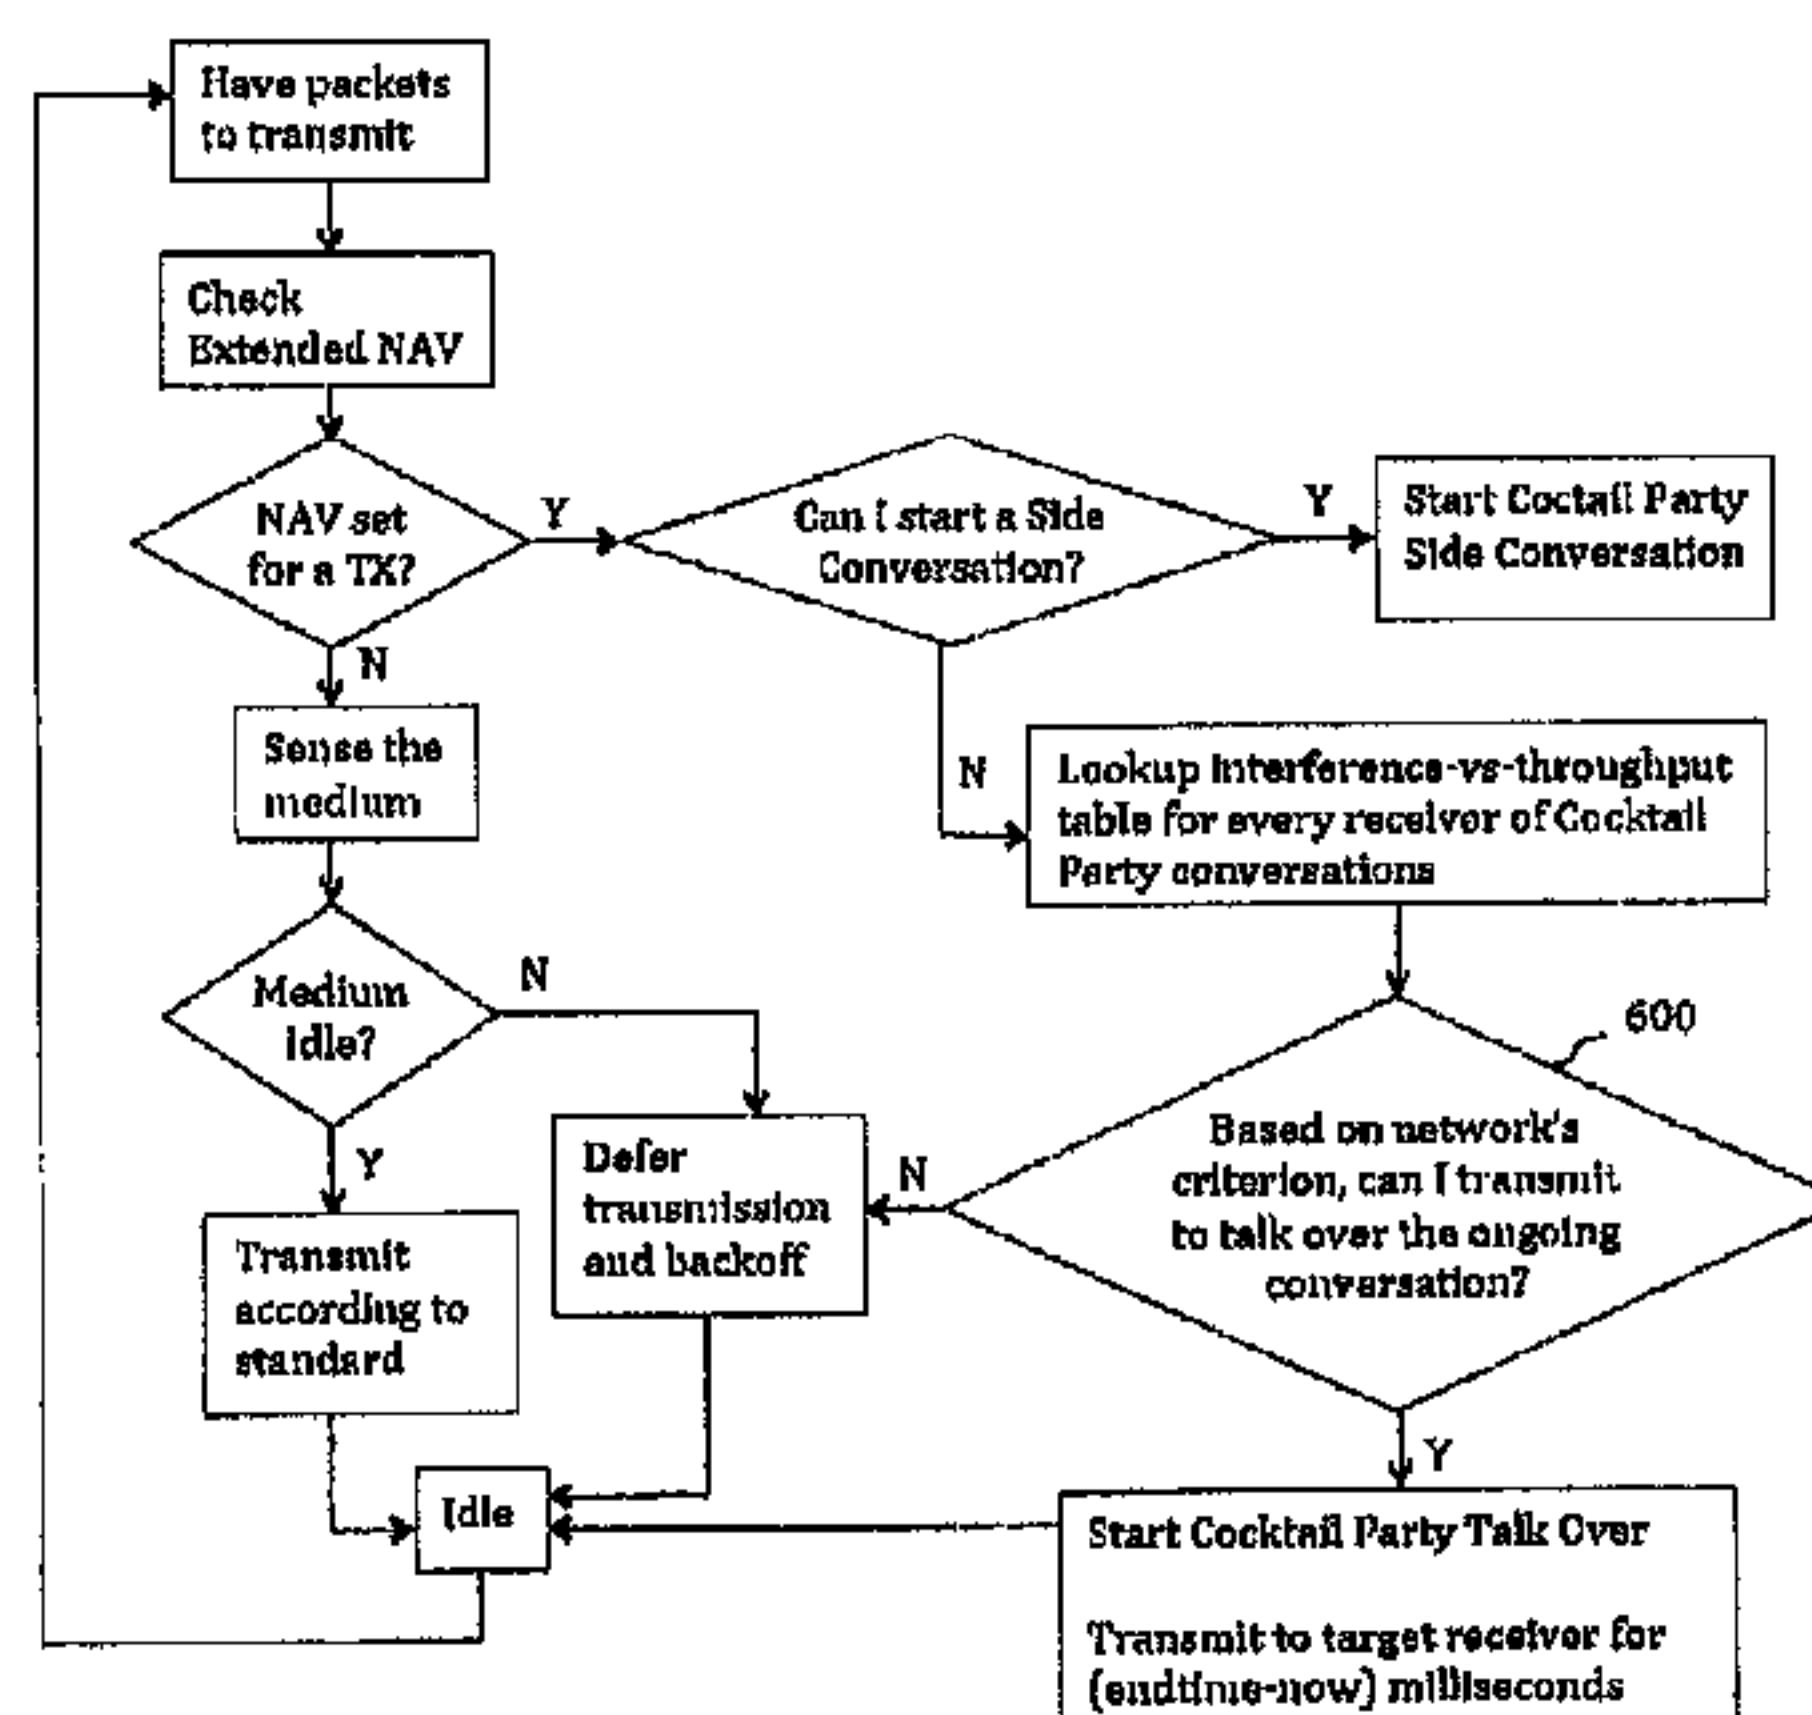 Have packets
to transmit
Check
Extended NAV
NAV set
for a TX?
Y
Can I start a Side
Conversation?
Y
Start Coctail Party
Side Conversation
N
Sense the
medium
N
Lookup interference-vs-throughput
table for every receiver of Cocktail
Party conversations
Medium
idle?
N
600
Y
Defer
transmission
and backoff
N
Based on network's
criterion, can I transmit
to talk over the ongoing
conversation?
Transmit
according to
standard
Y
Idle
Start Cocktail Party Talk Over
Transmit to target receiver for
(endtime-now) milliseconds